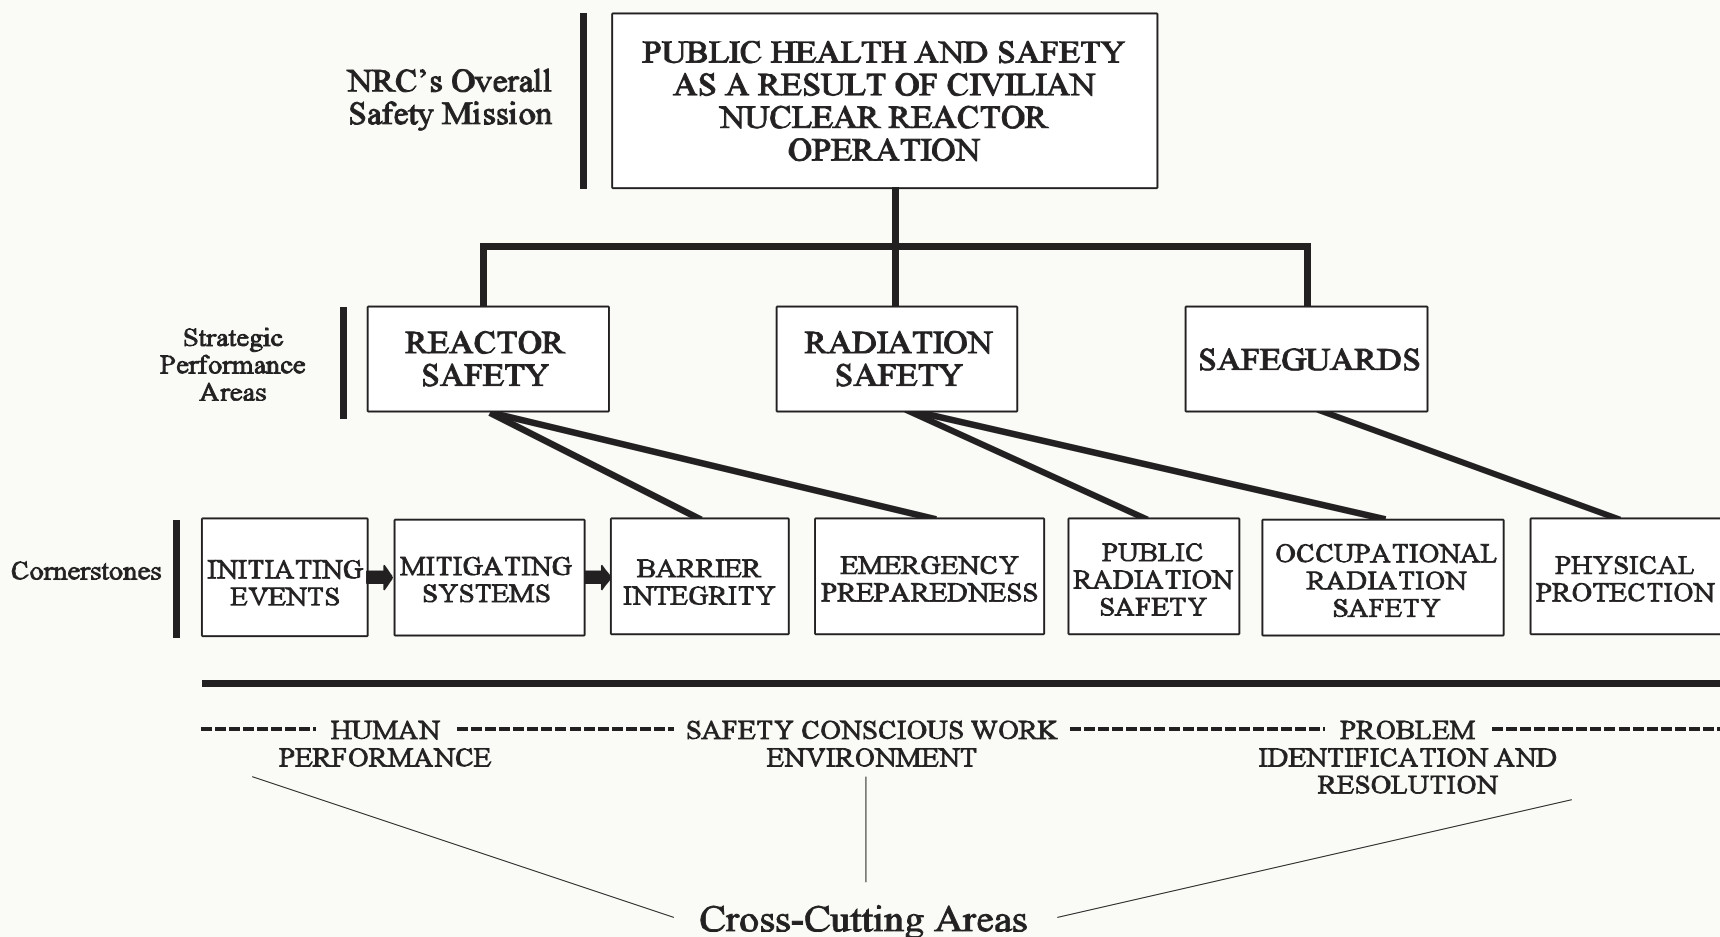 NRC’s Overall
Safety Mission
PUBLIC HEALTH AND SAFETY
AS A RESULT OF CIVILIAN
NUCLEAR REACTOR
OPERATION
Strategic
Performance
Areas
REACTOR
SAFETY
RADIATION
SAFETY
SAFEGUARDS
Cornerstones
INITIATING
EVENTS
MITIGATING
SYSTEMS
BARRIER
INTEGRITY
EMERGENCY
PREPAREDNESS
PUBLIC
RADIATION
SAFETY
OCCUPATIONAL
RADIATION
SAFETY
PHYSICAL
PROTECTION
HUMAN
PERFORMANCE
SAFETY CONSCIOUS WORK
ENVIRONMENT
PROBLEM
IDENTIFICATION AND
RESOLUTION
Cross-Cutting Areas